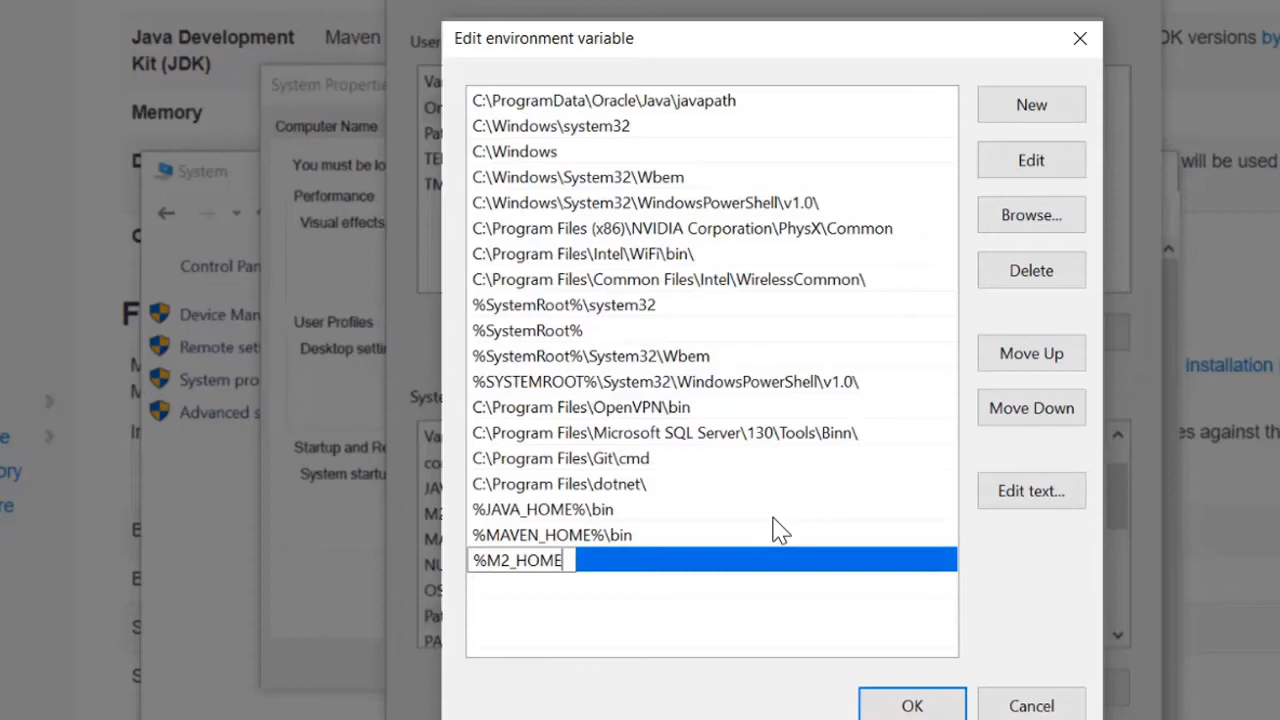 Java Development
Kit (JDK)
Maven
JDK versions by
Memory
will be used
installation
es against th
System Propertie
Computer Name
You must be lo
Performance
Visual effects,
User Profiles
Desktop settin
Startup and Re
System startu
System
Control Pan
Device Man
Remote set
System pro
Advanced s
User
Syste
Edit environment variable
C:\ProgramData\Oracle\Java\javapath
C:\Windows\system32
C:\Windows
C:\Windows\System32\Wbem
C:\Windows\System32\WindowsPowerShell\v1.0\
C:\Program Files (x86)\NVIDIA Corporation\PhysX\Common
C:\Program Files\Intel\WiFi\bin\
C:\Program Files\Common Files\Intel\WirelessCommon\
%SystemRoot%\system32
%SystemRoot%
%SystemRoot%\System32\Wbem
%SYSTEMROOT%\System32\WindowsPowerShell\v1.0\
C:\Program Files\OpenVPN\bin
C:\Program Files\Microsoft SQL Server\130\Tools\Binn\
C:\Program Files\Git\cmd
C:\Program Files\dotnet\
%JAVA_HOME%\bin
%MAVEN_HOME%\bin
%M2_HOME
New
Edit
Browse...
Delete
Move Up
Move Down
Edit text...
OK
Cancel